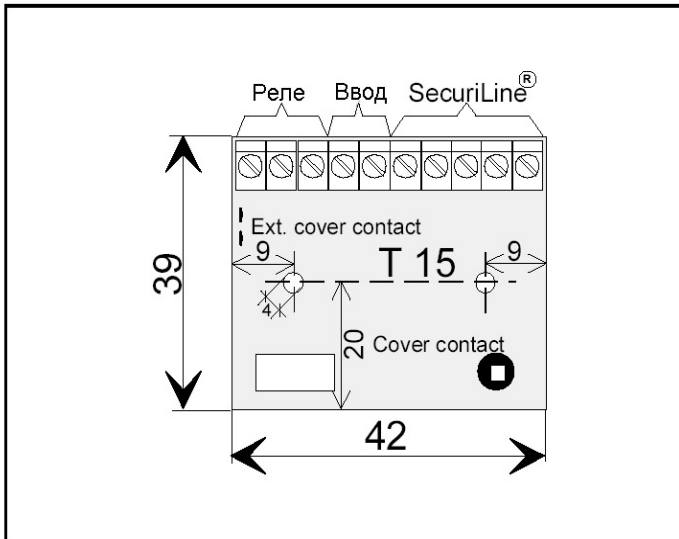 Реле Ввод SecuriLine®
Ext. cover contact
9 T 15 9
39
4
20
Cover contact
42